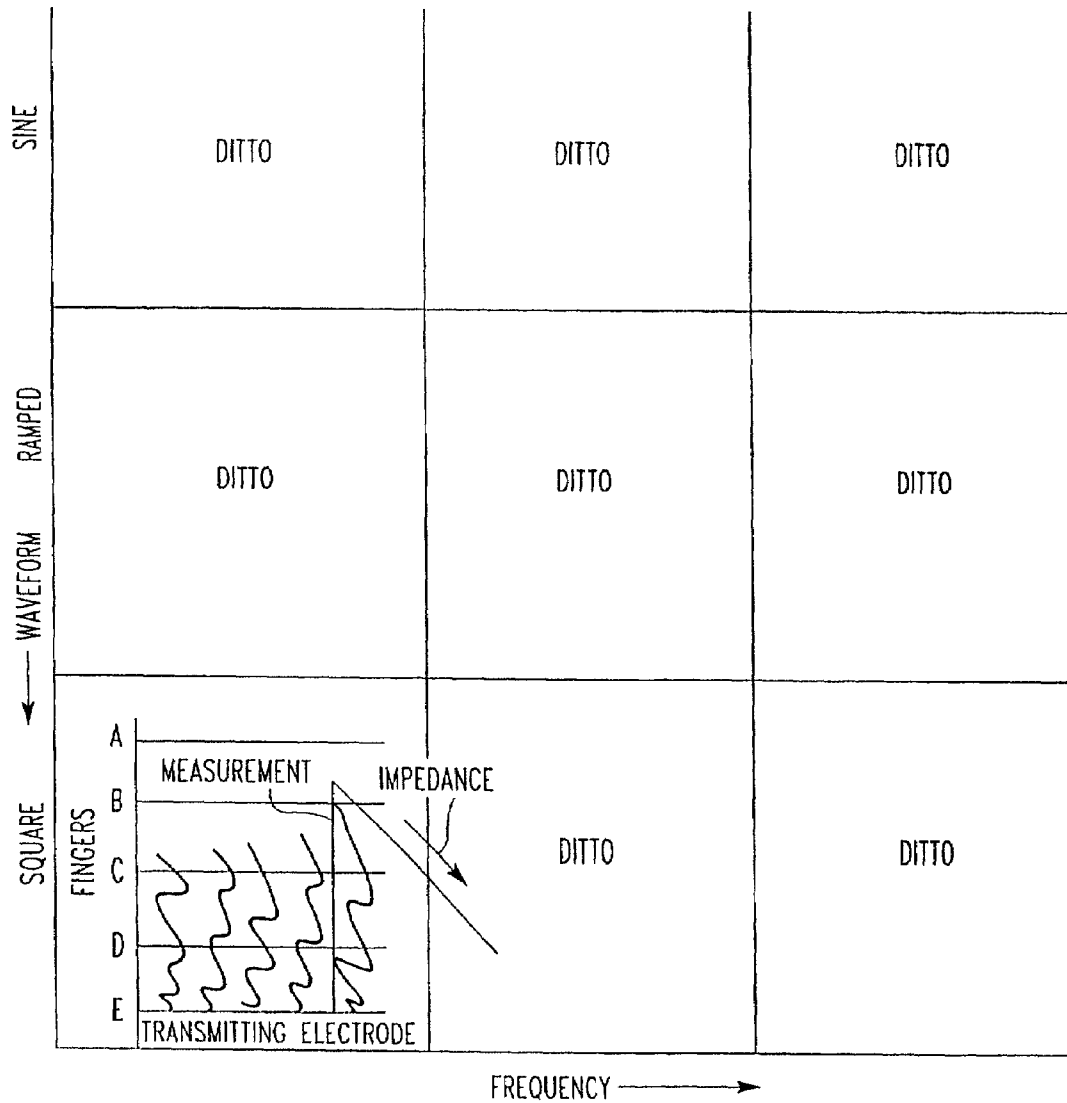 SINE
DITTO
DITTO
DITTO
RAMPED
DITTO
DITTO
DITTO
WAVEFORM
SQUARE
FINGERS
A
B
C
D
E
MEASUREMENT
IMPEDANCE
DITTO
DITTO
TRANSMITTING ELECTRODE
FREQUENCY